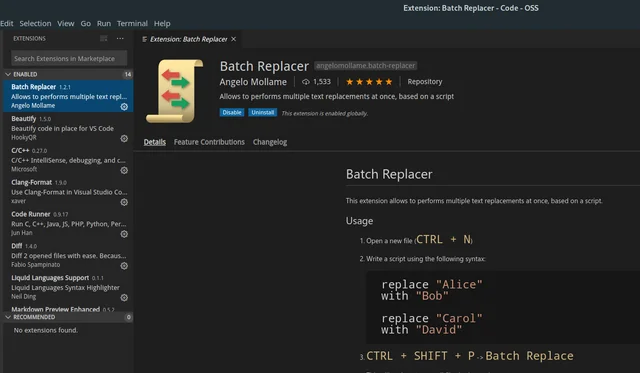 Extension: Batch Replacer - Code - OSS
Edit Selection View Go Run Terminal Help
EXTENSIONS
Search Extensions in Marketplace
ENABLED 14
Batch Replacer 1.2.1
Allows to performs multiple text repl...
Angelo Mollame
Beautify 1.5.0
Beautify code in place for VS Code
HookyQR
C/C++ 0.27.0
C/C++ IntelliSense, debugging, and c...
Microsoft
Clang-Format 1.9.0
Use Clang-Format in Visual Studio Co...
xaver
Code Runner 0.9.17
Run C, C++, Java, JS, PHP, Python, Per...
Jun Han
Diff 1.4.0
Diff 2 opened files with ease. Becaus...
Fabio Spampinato
Liquid Languages Support 0.1.1
Liquid Languages Syntax Highlighter
Neil Ding
Markdown Preview Enhanced 0.5.2
RECOMMENDED 0
No extensions found.
Extension: Batch Replacer ×
Batch Replacer angelomollame.batch-replacer
Angelo Mollame 1,533 ★★★★★ Repository
Allows to performs multiple text replacements at once, based on a script
Disable Uninstall This extension is enabled globally.
Details Feature Contributions Changelog
Batch Replacer
This extension allows to performs multiple text replacements at once, based on a script.
Usage
1. Open a new file (CTRL + N)
2. Write a script using the following syntax:
replace "Alice"
with "Bob"
replace "Carol"
with "David"
3. CTRL + SHIFT + P -> Batch Replace